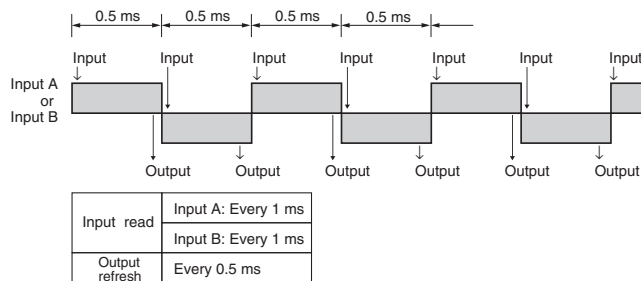 0.5 ms 0.5 ms 0.5 ms 0.5 ms
Input Input Input Input Input Input Input
Input A
or
Input B
Output Output Output Output Output Output
Input read
Input A: Every 1 ms
Input B: Every 1 ms
Output
refresh
Every 0.5 ms